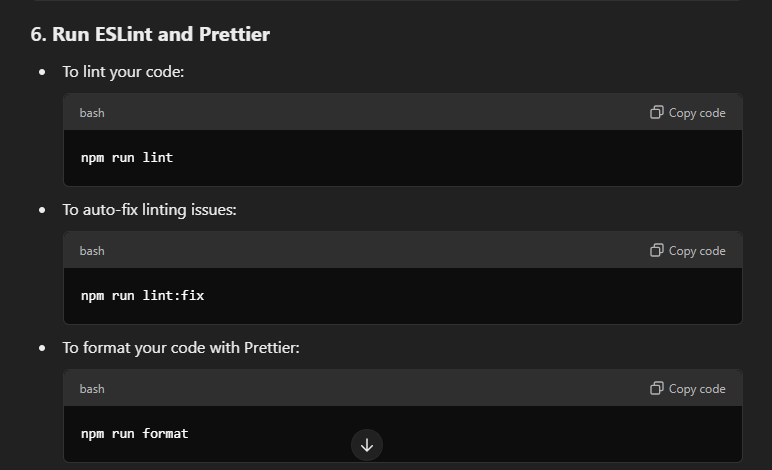 6. Run ESLint and Prettier
• To lint your code:
bash Copy code
npm run lint
• To auto-fix linting issues:
bash Copy code
npm run lint:fix
• To format your code with Prettier:
bash Copy code
npm run format